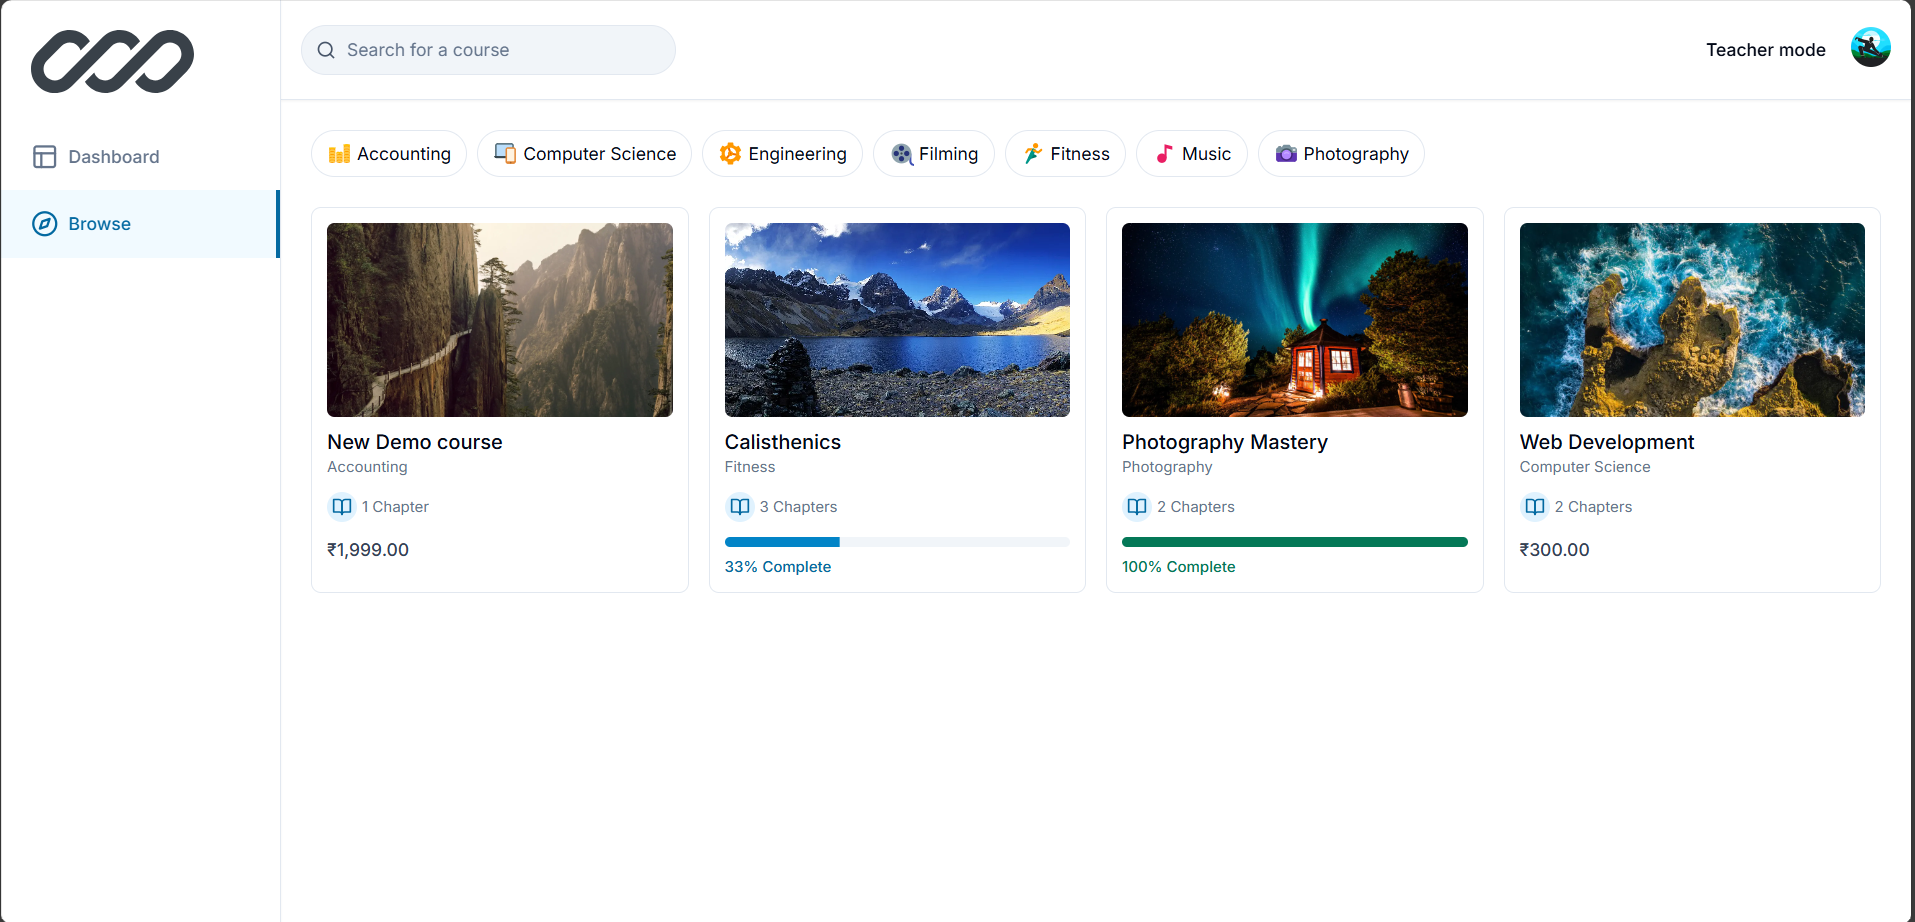 Search for a course
Teacher mode
Dashboard
Browse
Accounting
Computer Science
Engineering
Filming
Fitness
Music
Photography
New Demo course
Accounting
1 Chapter
₹1,999.00
Calisthenics
Fitness
3 Chapters
33% Complete
Photography Mastery
Photography
2 Chapters
100% Complete
Web Development
Computer Science
2 Chapters
₹300.00